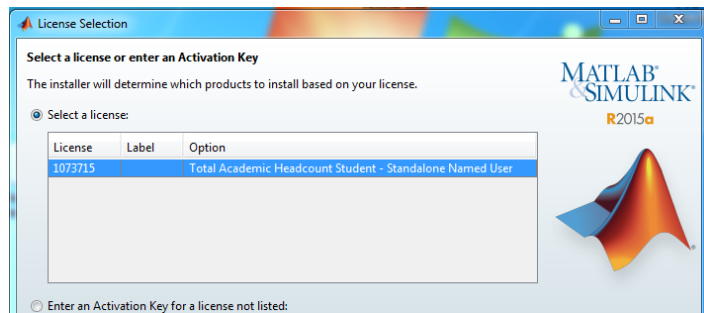 License Selection
Select a license or enter an Activation Key
The installer will determine which products to install based on your license.
MATLAB®
&SIMULINK®
R2015a
Select a license:
License Label Option
1073715 Total Academic Headcount Student - Standalone Named User
Enter an Activation Key for a license not listed: